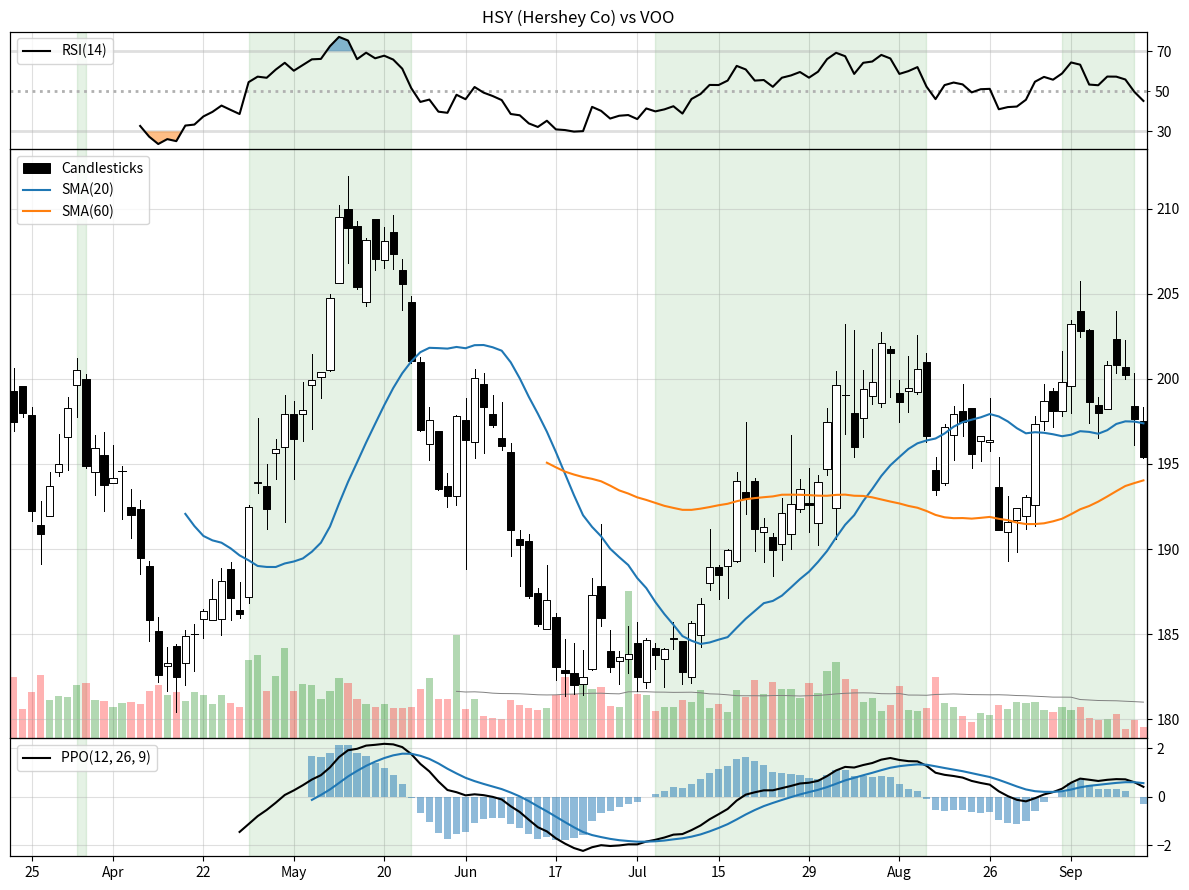 HSY (Hershey Co) vs VOO
RSI(14)
70
50
30
Candlesticks
SMA(20)
SMA(60)
210
205
200
195
190
185
180
PPO(12, 26, 9)
2
0
−2
25 Apr 22 May 20 Jun 17 Jul 15 29 Aug 26 Sep